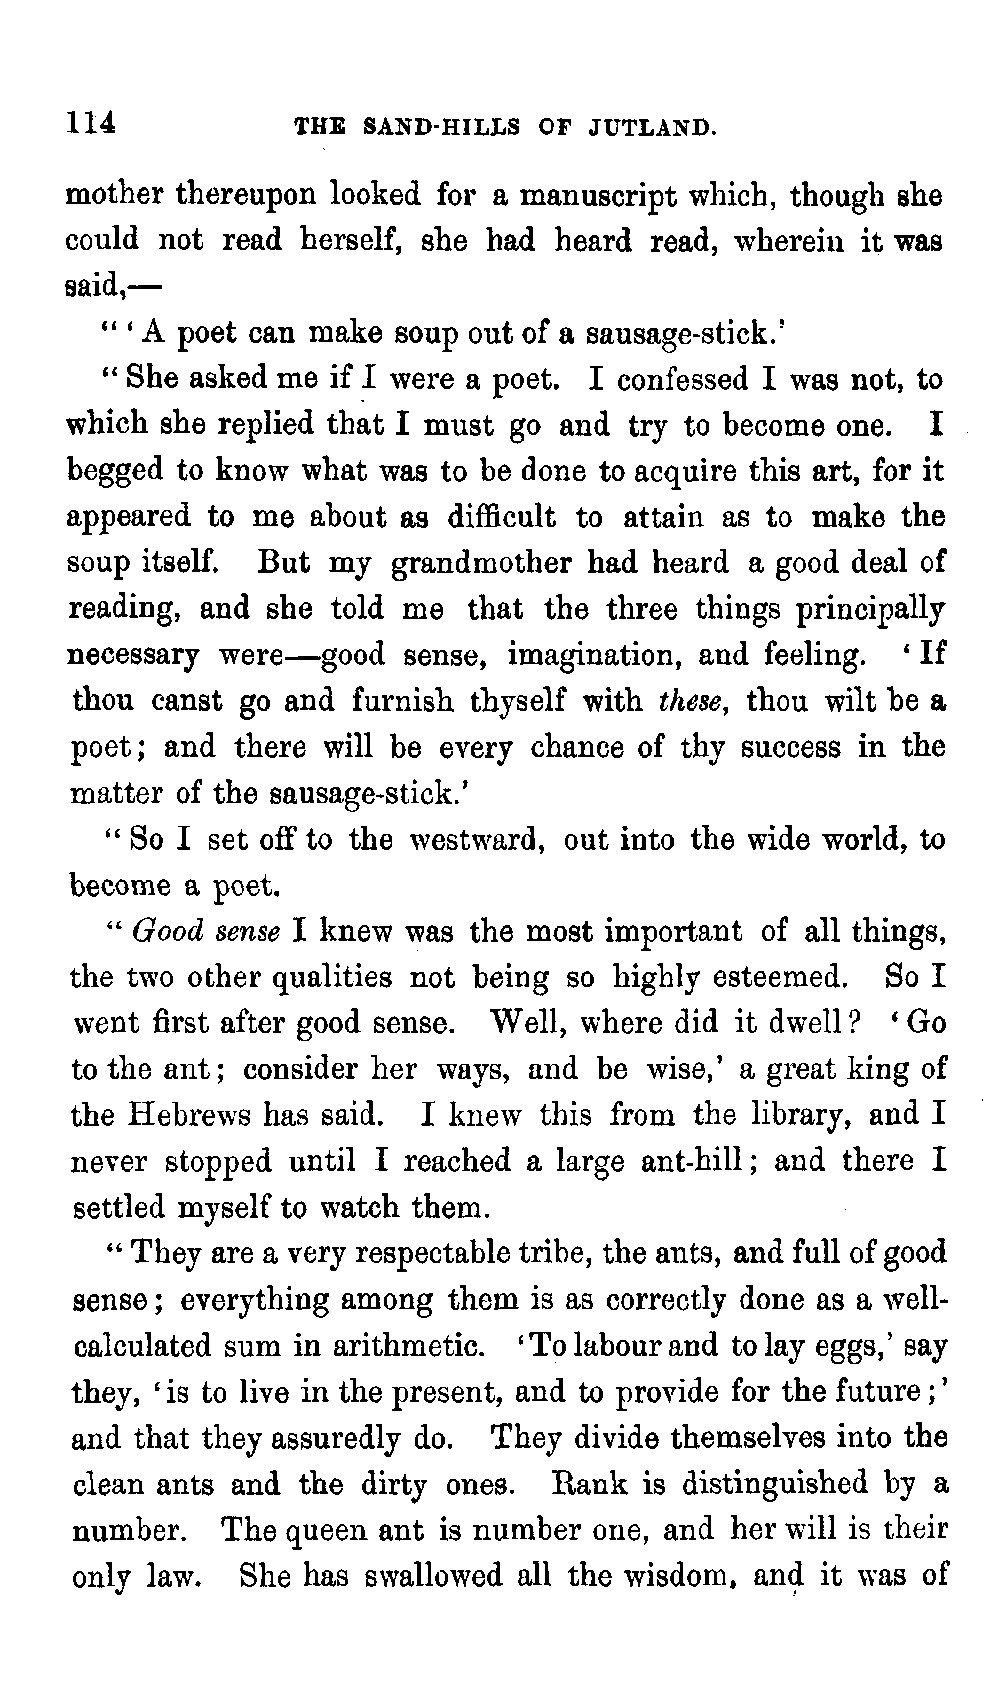 114 THE SAND-HILLS OF JUTLAND.
mother thereupon looked for a manuscript which, though she
could not read herself, she had heard read, wherein it was
said,—
“ ‘ A poet can make soup out of a sausage-stick.’
“ She asked me if I were a poet. I confessed I was not, to
which she replied that I must go and try to become one. I
begged to know what was to be done to acquire this art, for it
appeared to me about as difficult to attain as to make the
soup itself. But my grandmother had heard a good deal of
reading, and she told me that the three things principally
necessary were—good sense, imagination, and feeling. ‘ If
thou canst go and furnish thyself with these, thou wilt be a
poet; and there will be every chance of thy success in the
matter of the sausage-stick.’
“ So I set off to the westward, out into the wide world, to
become a poet.
“ Good sense I knew was the most important of all things,
the two other qualities not being so highly esteemed. So I
went first after good sense. Well, where did it dwell? ‘ Go
to the ant; consider her ways, and be wise,’ a great king of
the Hebrews has said. I knew this from the library, and I
never stopped until I reached a large ant-hill; and there I
settled myself to watch them.
“ They are a very respectable tribe, the ants, and full of good
sense; everything among them is as correctly done as a well-
calculated sum in arithmetic. ‘To labour and to lay eggs,’ say
they, ‘is to live in the present, and to provide for the future;’
and that they assuredly do. They divide themselves into the
clean ants and the dirty ones. Rank is distinguished by a
number. The queen ant is number one, and her will is their
only law. She has swallowed all the wisdom, and it was of